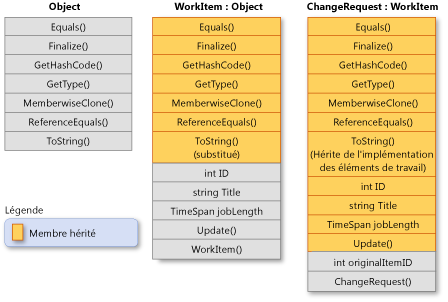 Object
Equals()
Finalize()
GetHashCode()
GetType()
MemberwiseClone()
ReferenceEquals()
ToString()
Légende
Membre hérité
WorkItem : Object
Equals()
Finalize()
GetHashCode()
GetType()
MemberwiseClone()
ReferenceEquals()
ToString()
(substitué)
int ID
string Title
TimeSpan jobLength
Update()
WorkItem()
ChangeRequest : WorkItem
Equals()
Finalize()
GetHashCode()
GetType()
MemberwiseClone()
ReferenceEquals()
ToString()
(Hérite de l'implémentation
des éléments de travail)
int ID
string Title
TimeSpan jobLength
Update()
int originalItemID
ChangeRequest()